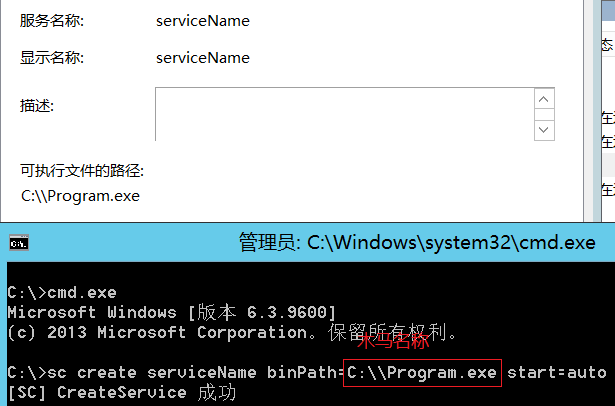 服务名称: serviceName
显示名称: serviceName
描述:
可执行文件的路径:
C:\\Program.exe
态
在
在
在
管理员: C:\Windows\system32\cmd.exe
C:\>cmd.exe
Microsoft Windows [版本 6.3.9600]
(c) 2013 Microsoft Corporation。保留所有权利。
木马名称
C:\>sc create serviceName binPath=C:\\Program.exe start=auto
[SC] CreateService 成功